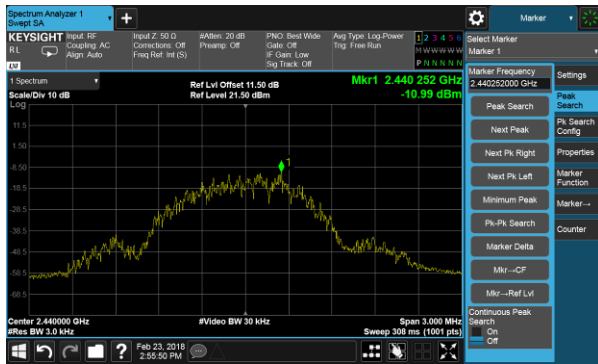 Spectrum Analyzer 1
Swept SA
+
Marker
KEYSIGHT
R L
LNI
Input: RF
Coupling: AC
Align: Auto
Input Z: 50 Ω
Corrections: Off
Freq Ref: Int (S)
#Atten: 20 dB
Preamp: Off
PNO: Best Wide
Gate: Off
IF Gain: Low
Sig Track: Off
Avg Type: Log-Power
Trig: Free Run
1 2 3 4 5 6
M W W W W W
P N N N N N
Select Marker
Marker 1
1 Spectrum
Scale/Div 10 dB
Log
Ref Lvl Offset 11.50 dB
Ref Level 21.50 dBm
Mkr1 2.440 252 GHz
-10.99 dBm
1
11.5
1.50
-8.50
-18.5
-28.5
-38.5
-48.5
-58.5
-68.5
Center 2.440000 GHz
#Res BW 3.0 kHz
#Video BW 30 kHz
Span 3.000 MHz
Sweep 308 ms (1001 pts)
Marker Frequency
2.440252000 GHz
Peak Search
Next Peak
Next Pk Right
Next Pk Left
Minimum Peak
Pk-Pk Search
Marker Delta
Mkr→CF
Mkr→Ref Lvl
Continuous Peak
Search
On
Off
Settings
Peak
Search
Pk Search
Config
Properties
Marker
Function
Marker→
Counter
?
Feb 23, 2018
2:55:50 PM